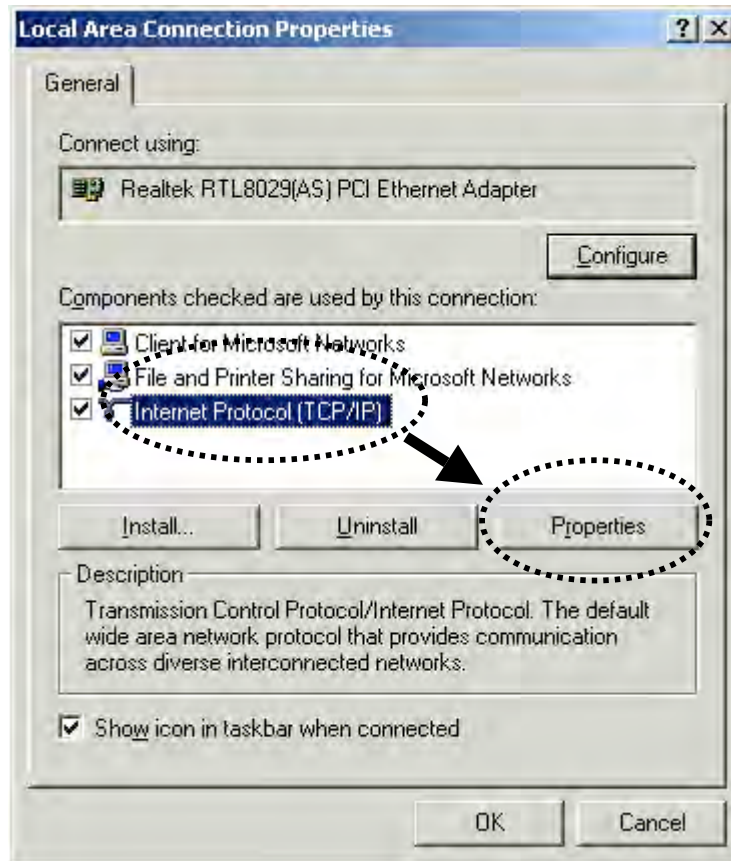 Local Area Connection Properties
General
Connect using:
Realtek RTL8029(AS) PCI Ethernet Adapter
Configure
Components checked are used by this connection:
Client for Microsoft Networks
File and Printer Sharing for Microsoft Networks
Internet Protocol (TCP/IP)
Install... Uninstall Properties
Description
Transmission Control Protocol/Internet Protocol. The default
wide area network protocol that provides communication
across diverse interconnected networks.
Show icon in taskbar when connected
OK Cancel